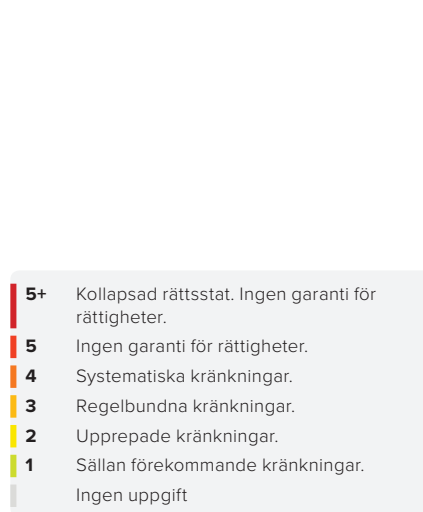 5+ Kollapsad rättsstat. Ingen garanti för
rättigheter.
5 Ingen garanti för rättigheter.
4 Systematiska kränkningar.
3 Regelbundna kränkningar.
2 Upprepade kränkningar.
1 Sällan förekommande kränkningar.
Ingen uppgift